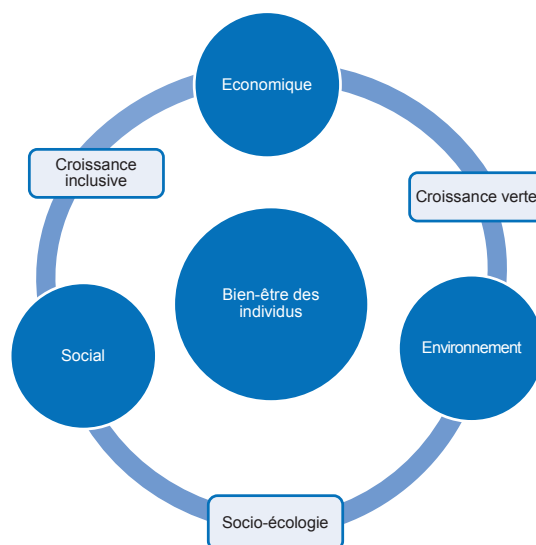 Economique
Croissance
inclusive
Croissance verte
Bien-être des
individus
Social
Environnement
Socio-écologie